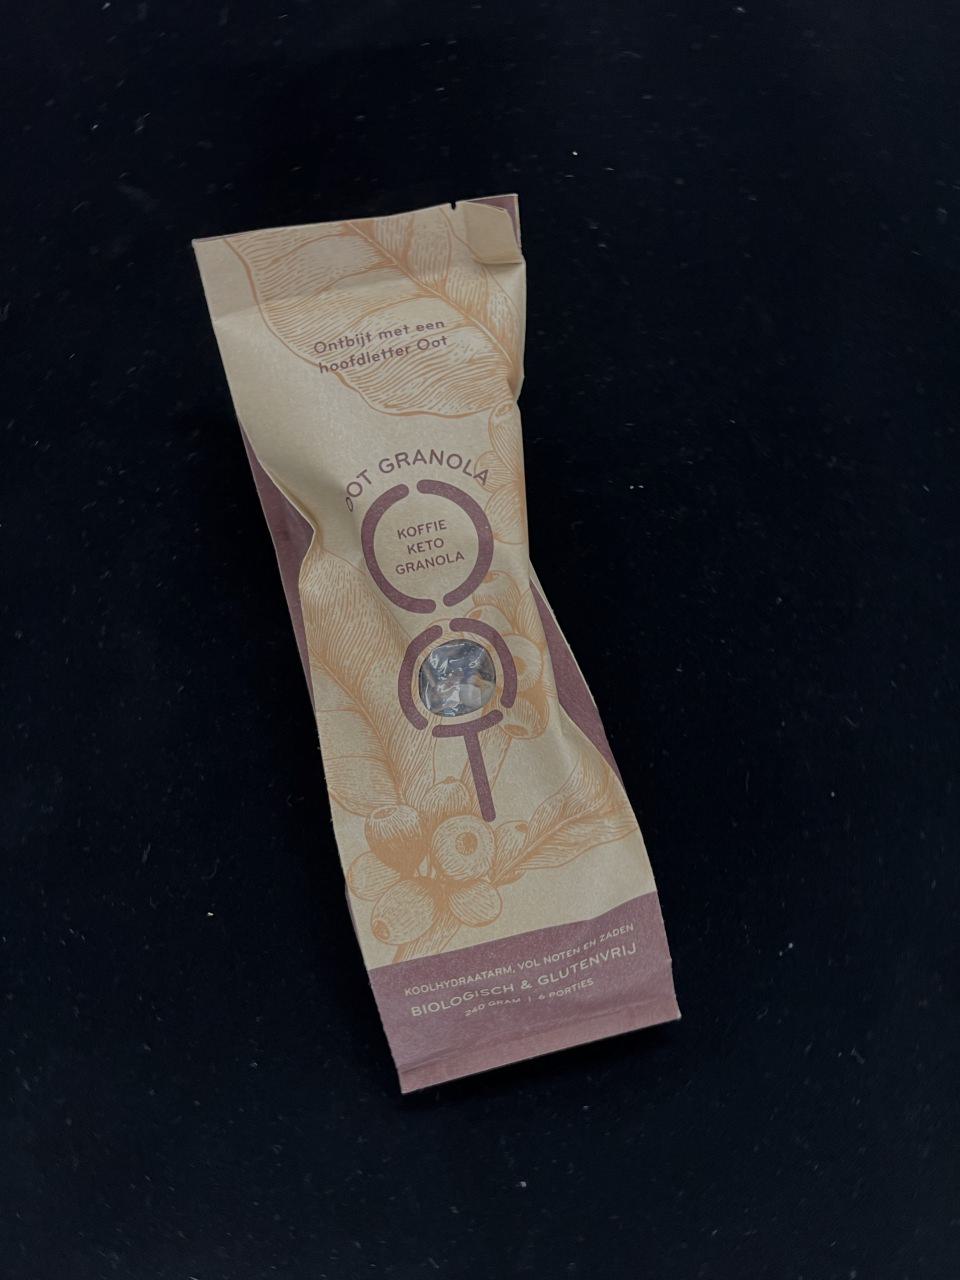 Ontbijt met een
hoofdletter Oot
OOT GRANOLA
KOFFIE
KETO
GRANOLA
OOT
KOOLHYDRAATARM, VOL NOTEN EN ZADEN
BIOLOGISCH & GLUTENVRIJ
240 GRAM | 6 PORTIES